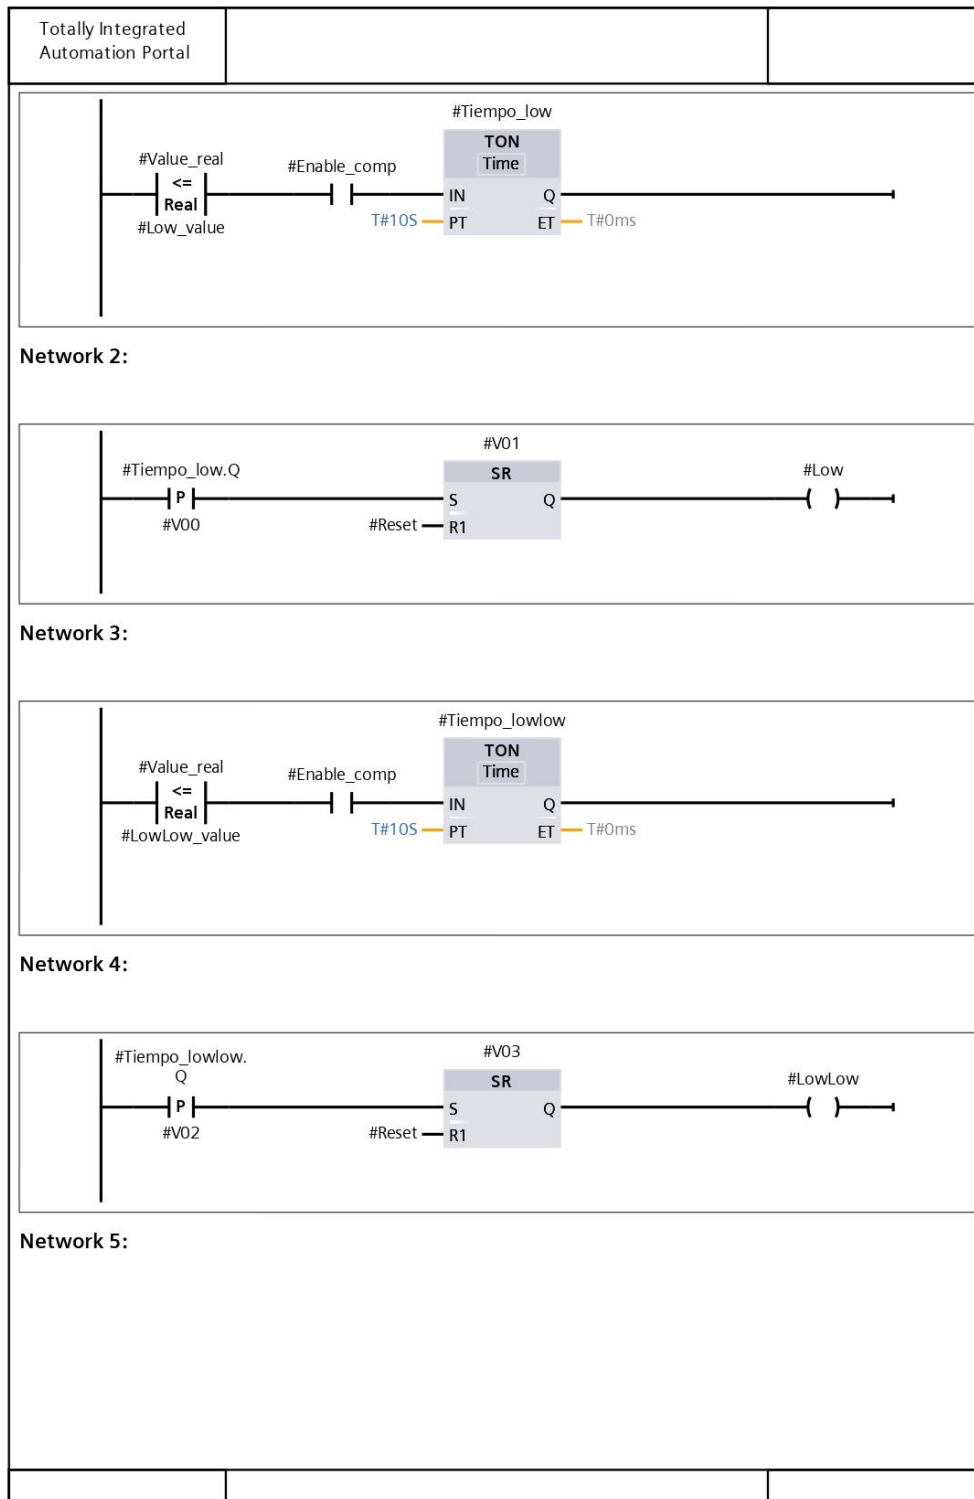 Totally Integrated
Automation Portal
#Tiempo_low
TON
Time
#Value_real
<=
Real
#Low_value
#Enable_comp
IN
Q
T#10S
PT
ET
T#0ms
Network 2:
#V01
SR
#Tiempo_low.Q
P
#V00
S
Q
#Reset
R1
#Low
Network 3:
#Tiempo_lowlow
TON
Time
#Value_real
<=
Real
#LowLow_value
#Enable_comp
IN
Q
T#10S
PT
ET
T#0ms
Network 4:
#V03
SR
#Tiempo_lowlow.
Q
P
#V02
S
Q
#Reset
R1
#LowLow
Network 5: